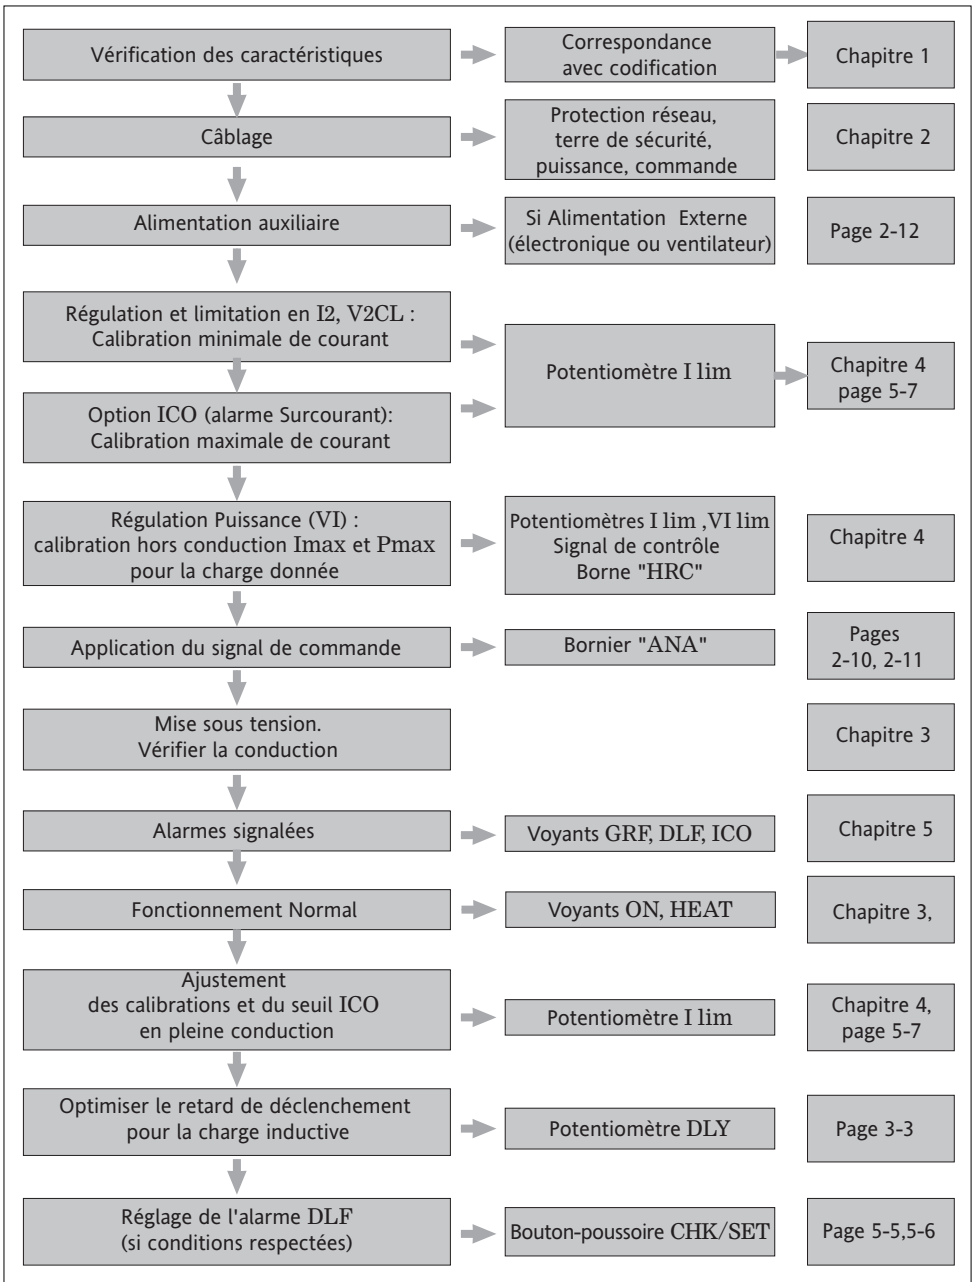 Vérification des caractéristiques
Correspondance
avec codification
Chapitre 1
Câblage
Protection réseau,
terre de sécurité,
puissance, commande
Chapitre 2
Alimentation auxiliaire
Si Alimentation Externe
(électronique ou ventilateur)
Page 2-12
Régulation et limitation en I2, V2CL :
Calibration minimale de courant
Option ICO (alarme Surcourant):
Calibration maximale de courant
Potentiomètre I lim
Chapitre 4
page 5-7
Régulation Puissance (VI) :
calibration hors conduction Imax et Pmax
pour la charge donnée
Potentiomètres I lim ,VI lim
Signal de contrôle
Borne "HRC"
Chapitre 4
Application du signal de commande
Bornier "ANA"
Pages
2-10, 2-11
Mise sous tension.
Vérifier la conduction
Chapitre 3
Alarmes signalées
Voyants GRF, DLF, ICO
Chapitre 5
Fonctionnement Normal
Voyants ON, HEAT
Chapitre 3,
Ajustement
des calibrations et du seuil ICO
en pleine conduction
Potentiomètre I lim
Chapitre 4,
page 5-7
Optimiser le retard de déclenchement
pour la charge inductive
Potentiomètre DLY
Page 3-3
Réglage de l'alarme DLF
(si conditions respectées)
Bouton-poussoire CHK/SET
Page 5-5,5-6